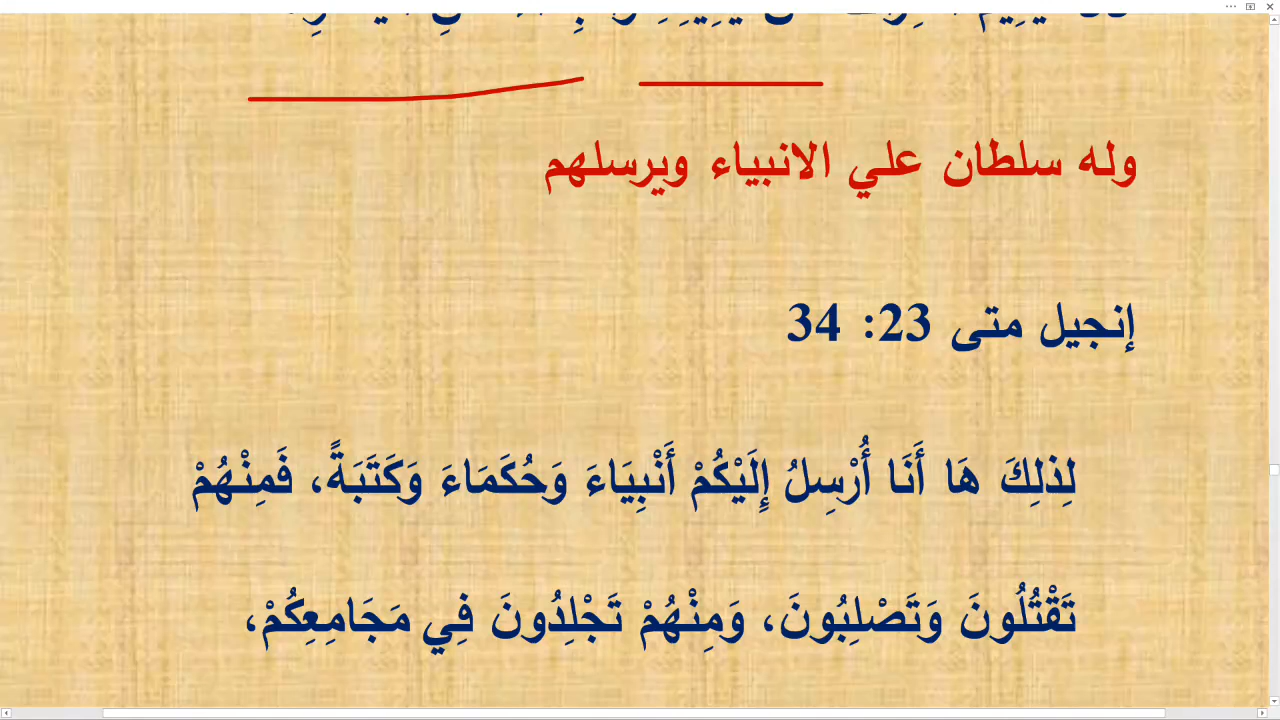 وله سلطان علي الانبياء ويرسلهم
إنجيل متى 23: 34
لِذلِكَ هَا أَنَا أُرْسِلُ إِلَيْكُمْ أَنْبِيَاءَ وَحُكَمَاءَ وَكَتَبَةً، فَمِنْهُمْ
تَقْتُلُونَ وَتَصْلِبُونَ، وَمِنْهُمْ تَجْلِدُونَ فِي مَجَامِعِكُمْ،